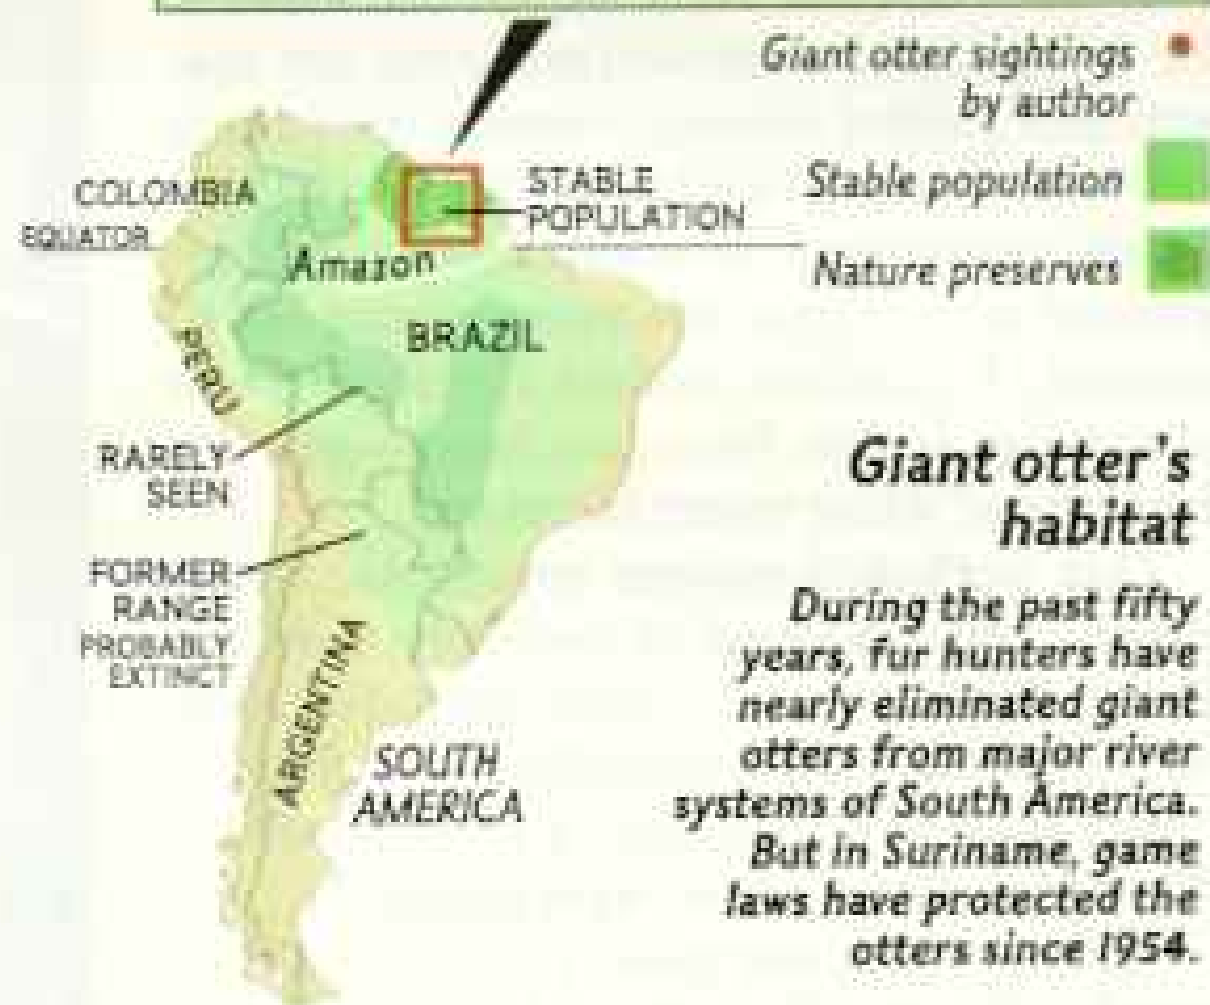 Giant otter sightings
by author
Stable population
Nature preserves
COLOMBIA
EQUATOR
STABLE
POPULATION
Amazon
BRAZIL
PERU
RARELY
SEEN
FORMER
RANGE
PROBABLY
EXTINCT
ARGENTINA
SOUTH
AMERICA
Giant otter's
habitat
During the past fifty
years, fur hunters have
nearly eliminated giant
otters from major river
systems of South America.
But in Suriname, game
laws have protected the
otters since 1954.